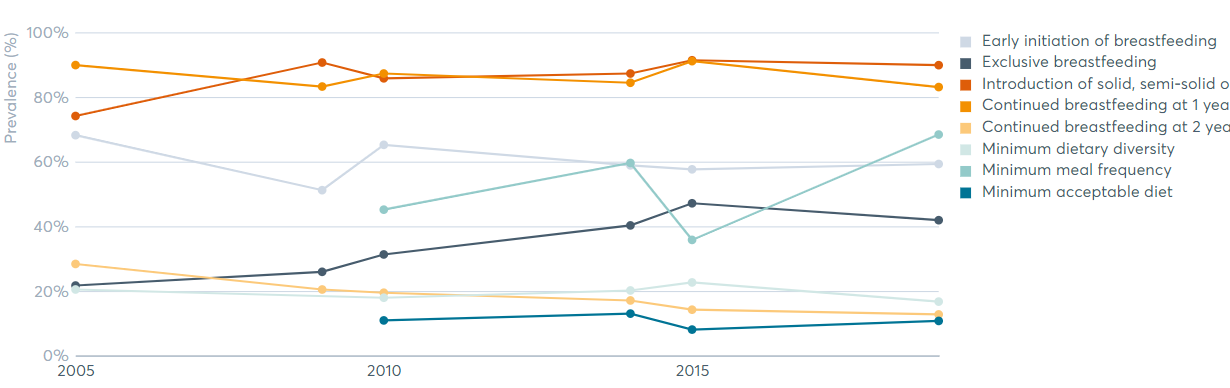 Prevalence (%)
100%
80%
60%
40%
20%
0%
2005
2010
2015
Early initiation of breastfeeding
Exclusive breastfeeding
Introduction of solid, semi-solid o
Continued breastfeeding at 1 yea
Continued breastfeeding at 2 yea
Minimum dietary diversity
Minimum meal frequency
Minimum acceptable diet